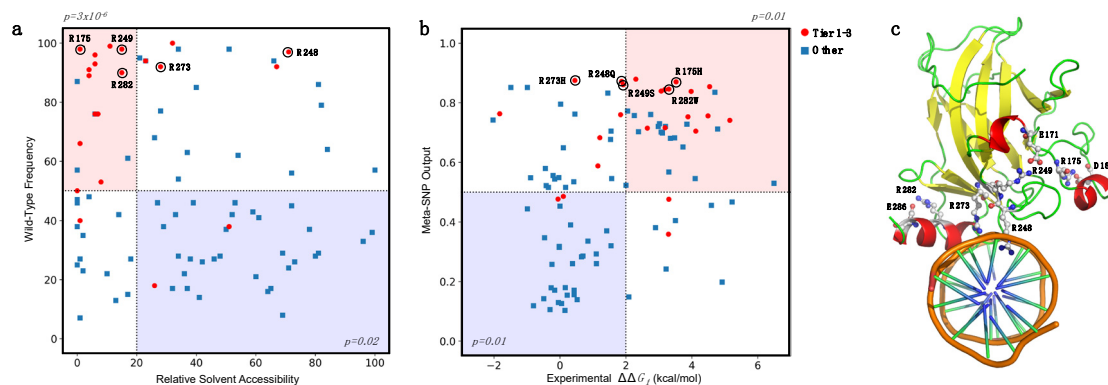 a
p=3x10⁻⁶
R175
R249
R282
R273
R248
p=0.02
100
80
60
40
20
0
0
20
40
60
80
100
Wild-Type Frequency
Relative Solvent Accessibility
b
p=0.01
R273H
R248Q
R249S
R175H
R282W
p=0.01
1.0
0.8
0.6
0.4
0.2
0.0
−2
0
2
4
6
Meta-SNP Output
Experimental ΔΔG_f (kcal/mol)
Tier1-3
Other
c
E171
R175
R249
R282
E286
R273
R248